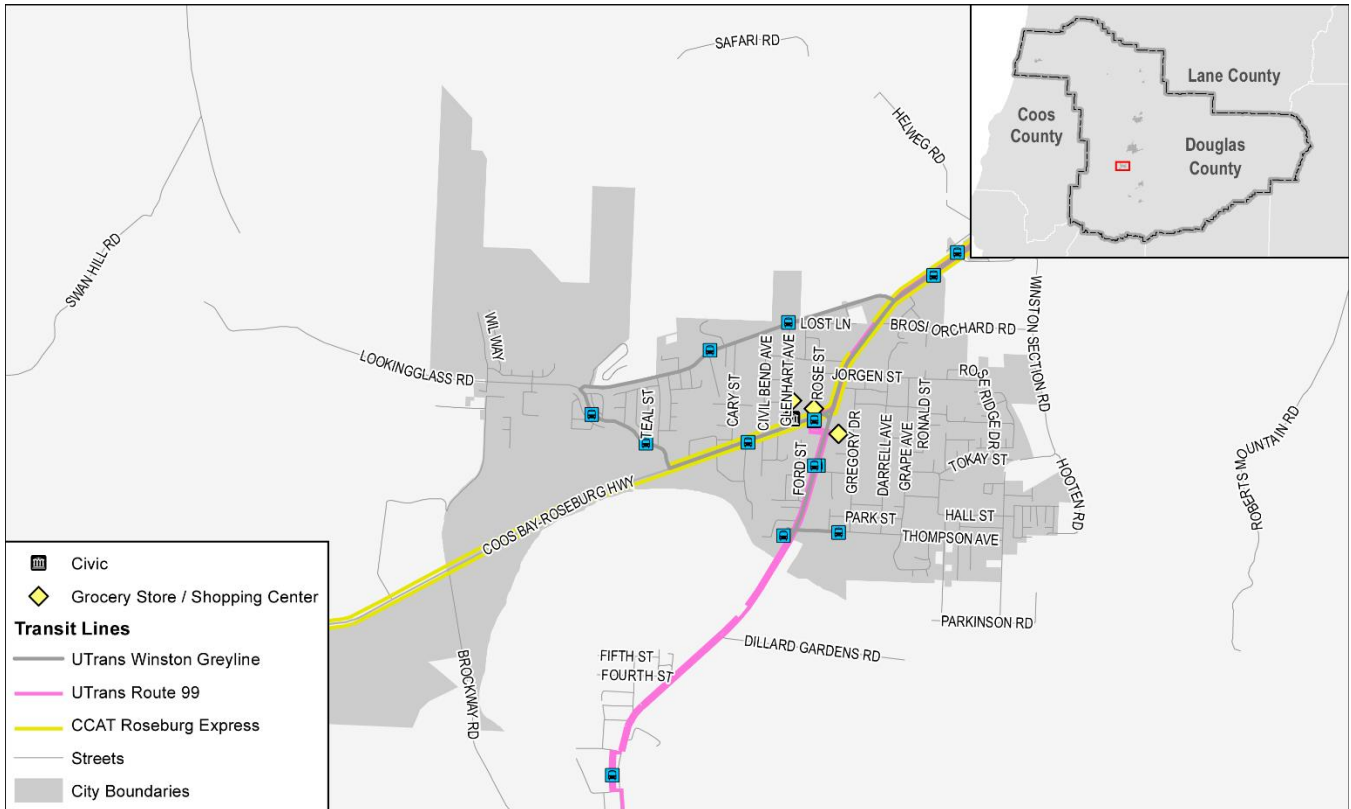 SAFARI RD
HELWEG RD
SWAN HILL RD
Lane County
Coos
County
Douglas
County
WIL WAY
LOOKINGGLASS RD
LOST LN
BROSI ORCHARD RD
WINSTON SECTION RD
TEAL ST
CARY ST
CIVIL BEND AVE
GLENHART AVE
ROSE ST
JORGEN ST
ROSE RIDGE DR
RONALD ST
FORD ST
GREGORY DR
DARRELL AVE
GRAPE AVE
TOKAY ST
HOOTEN RD
ROBERTS MOUNTAIN RD
COOS BAY-ROSEBURG HWY
PARK ST
HALL ST
THOMPSON AVE
PARKINSON RD
DILLARD GARDENS RD
FIFTH ST
FOURTH ST
BROCKWAY RD
Civic
Grocery Store / Shopping Center
Transit Lines
UTrans Winston Greyline
UTrans Route 99
CCAT Roseburg Express
Streets
City Boundaries